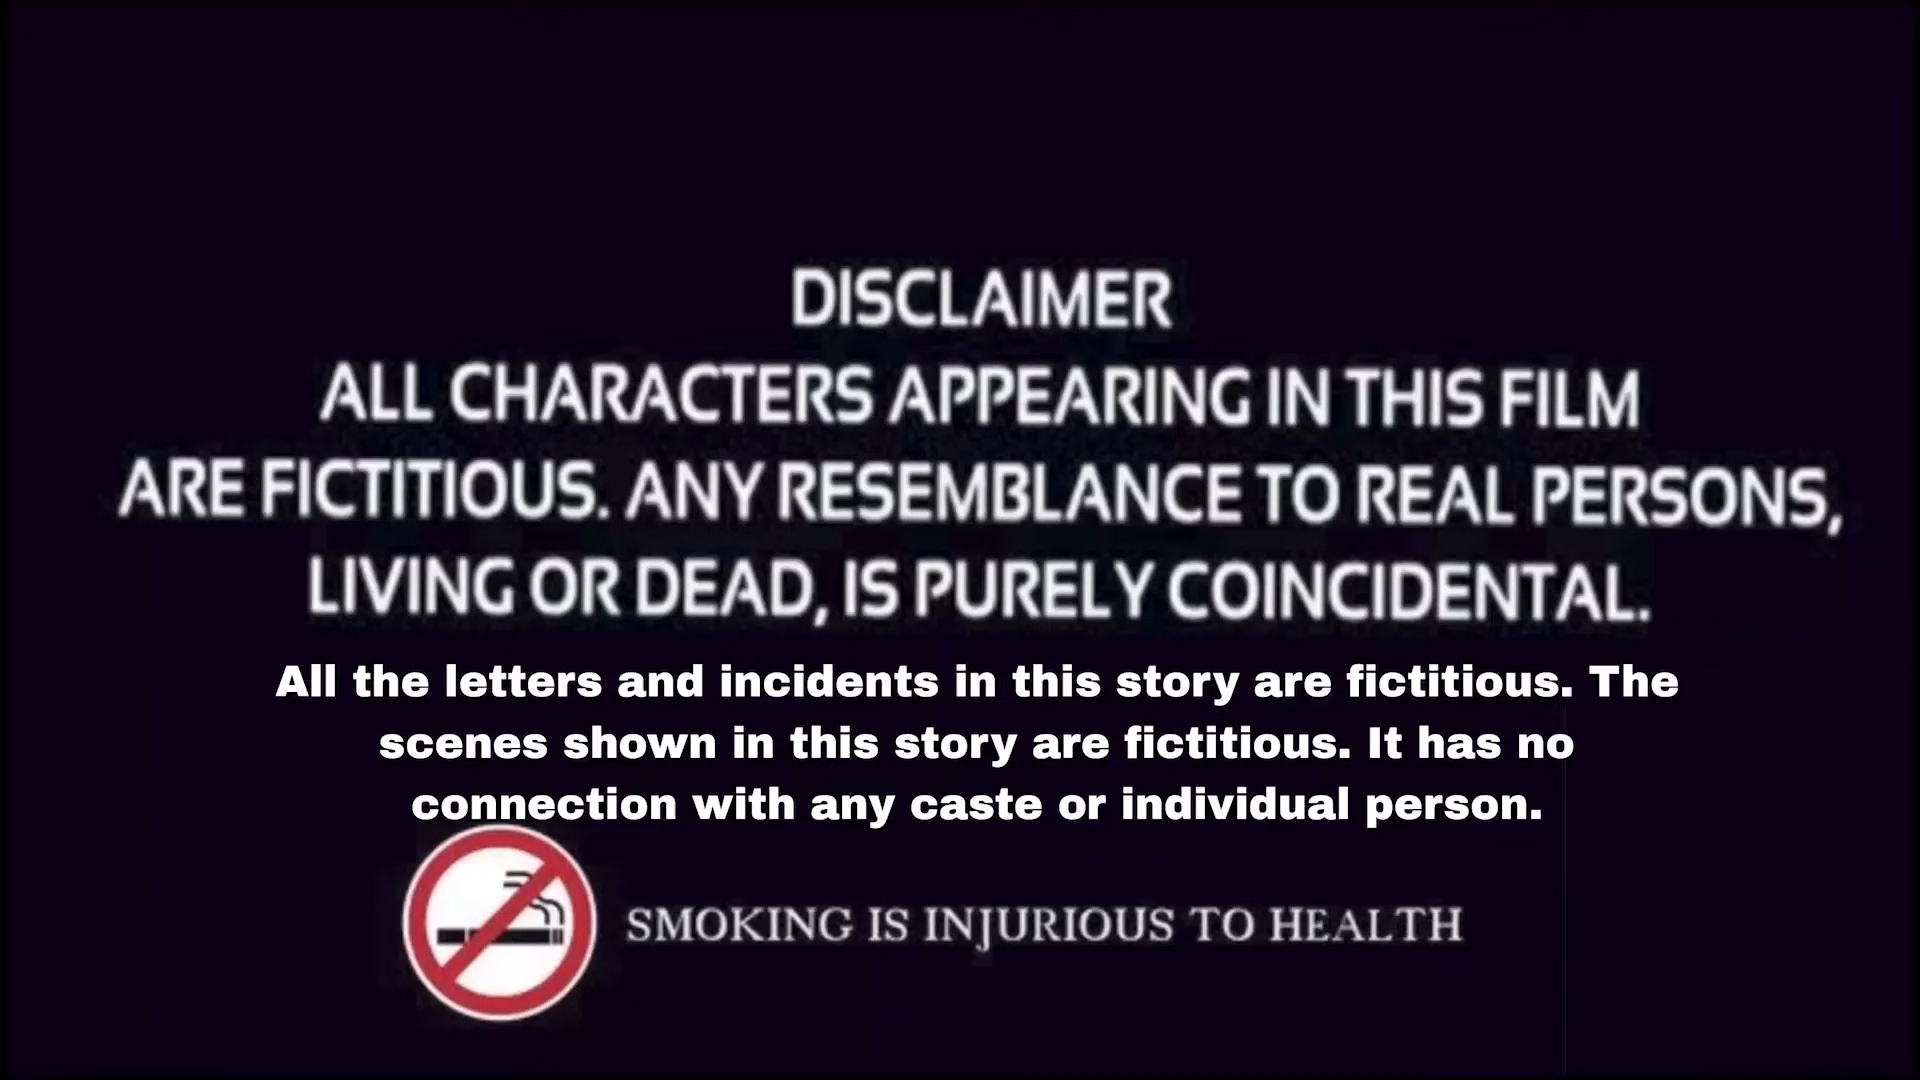 DISCLAIMER
ALL CHARACTERS APPEARING IN THIS FILM
ARE FICTITIOUS. ANY RESEMBLANCE TO REAL PERSONS,
LIVING OR DEAD, IS PURELY COINCIDENTAL.
All the letters and incidents in this story are fictitious. The
scenes shown in this story are fictitious. It has no
connection with any caste or individual person.
SMOKING IS INJURIOUS TO HEALTH